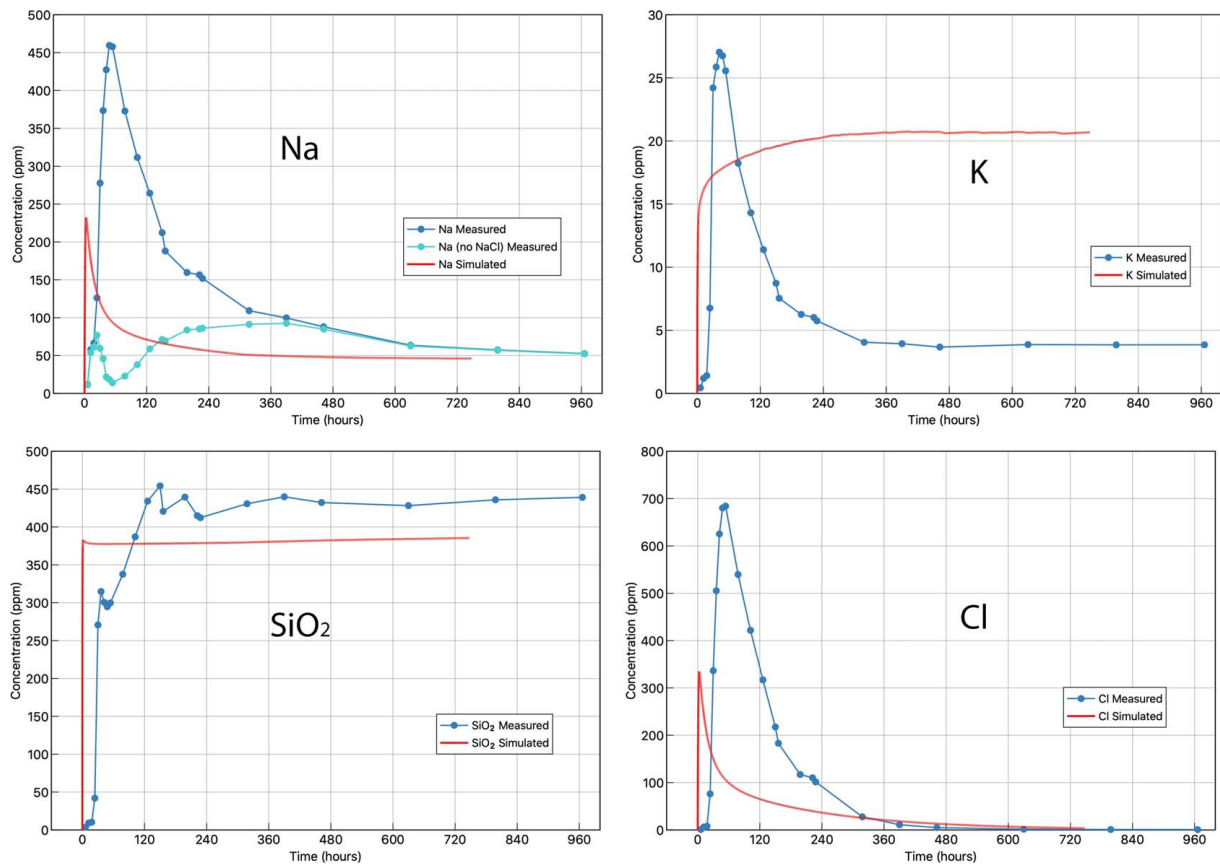 500
450
400
350
300
250
200
150
100
50
0
Concentration (ppm)
Na
Na Measured
Na (no NaCl) Measured
Na Simulated
0 120 240 360 480 600 720 840 960
Time (hours)
30
25
20
15
10
5
0
Concentration (ppm)
K
K Measured
K Simulated
0 120 240 360 480 600 720 840 960
Time (hours)
500
450
400
350
300
250
200
150
100
50
0
Concentration (ppm)
SiO₂
SiO₂ Measured
SiO₂ Simulated
0 120 240 360 480 600 720 840 960
Time (hours)
800
700
600
500
400
300
200
100
0
Concentration (ppm)
Cl
Cl Measured
Cl Simulated
0 120 240 360 480 600 720 840 960
Time (hours)